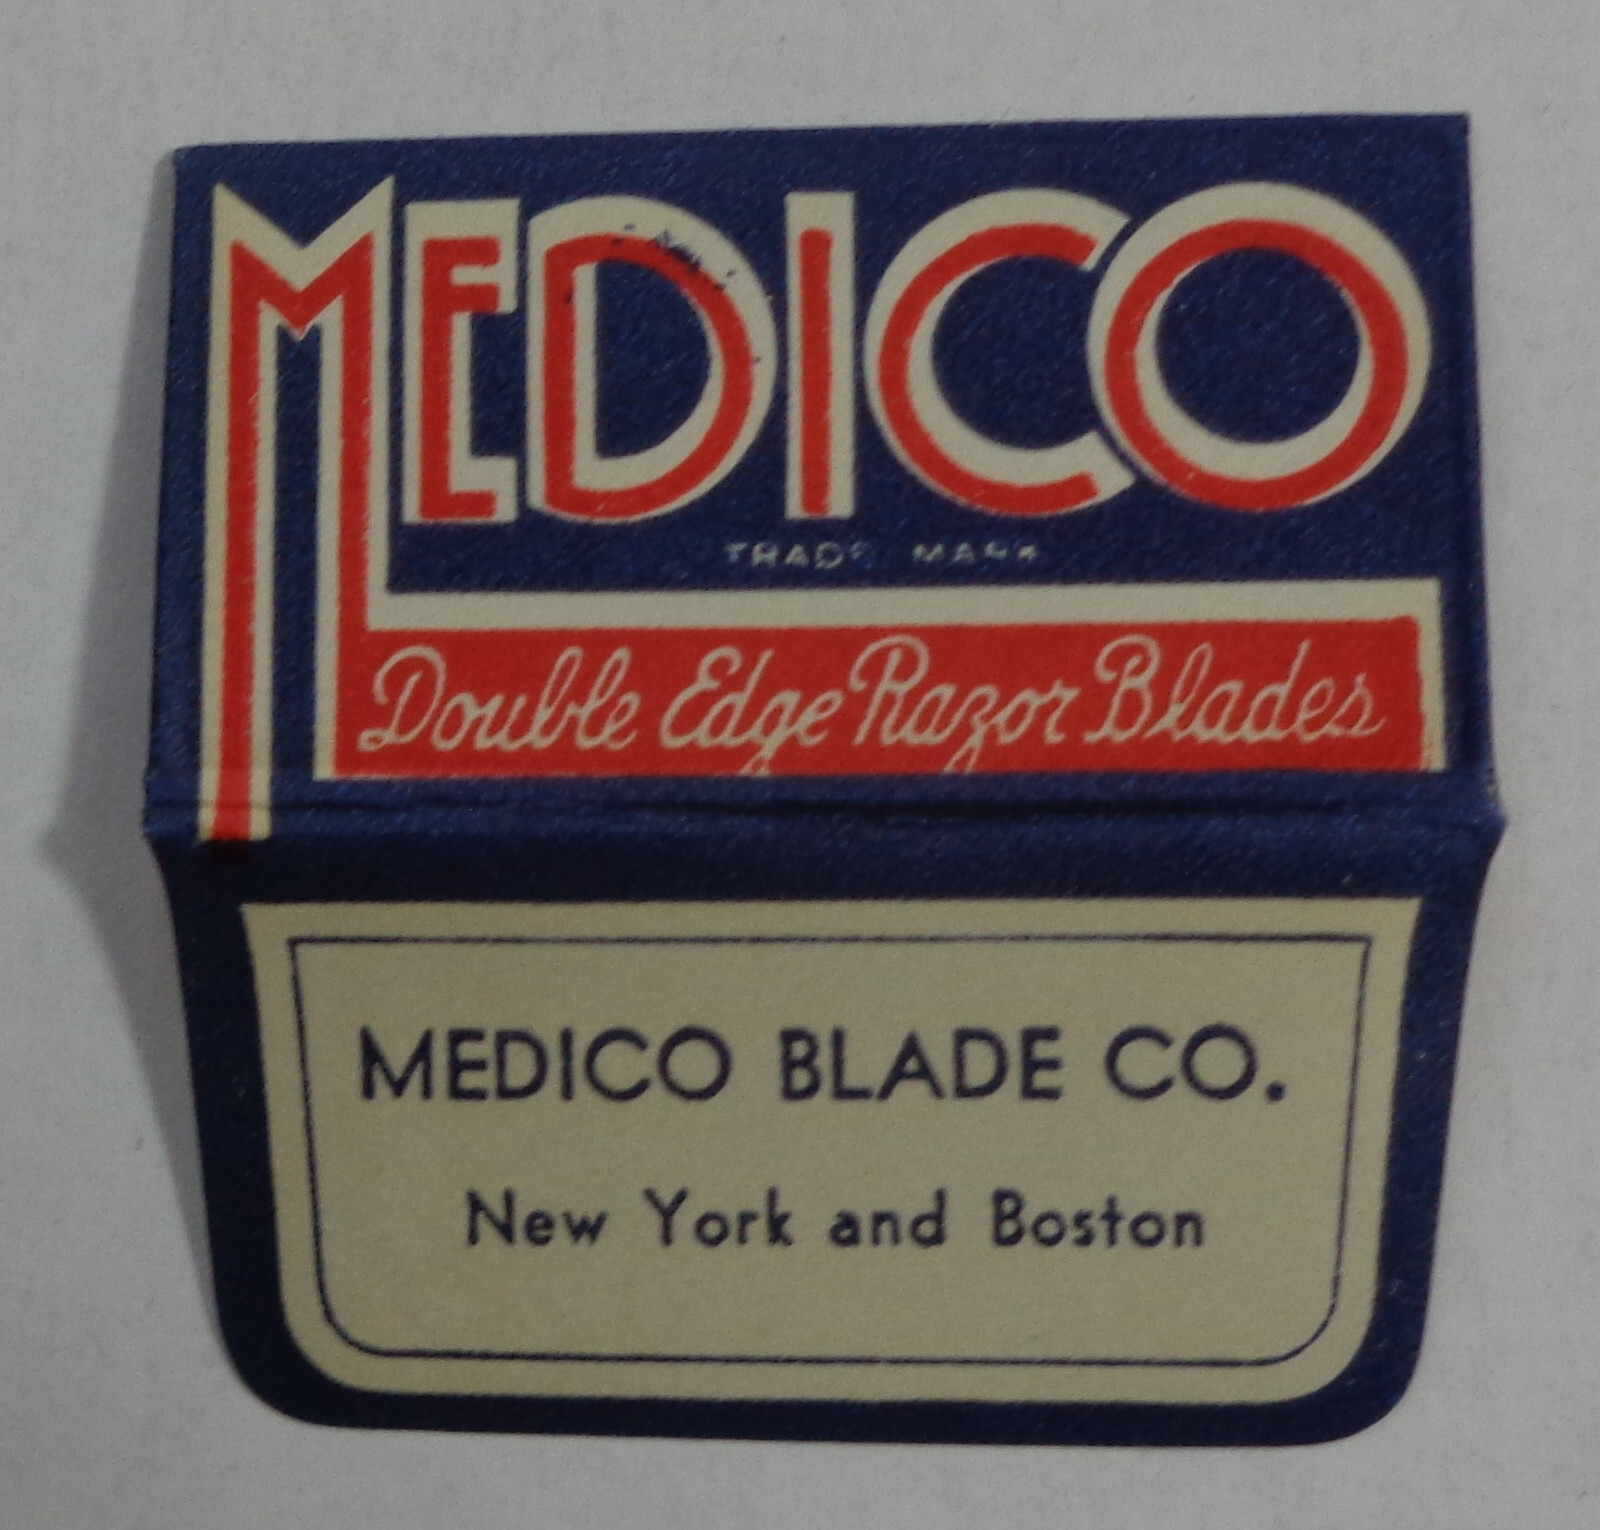 MEDICO
TRADE MARK
Double Edge Razor Blades
MEDICO BLADE CO.
New York and Boston